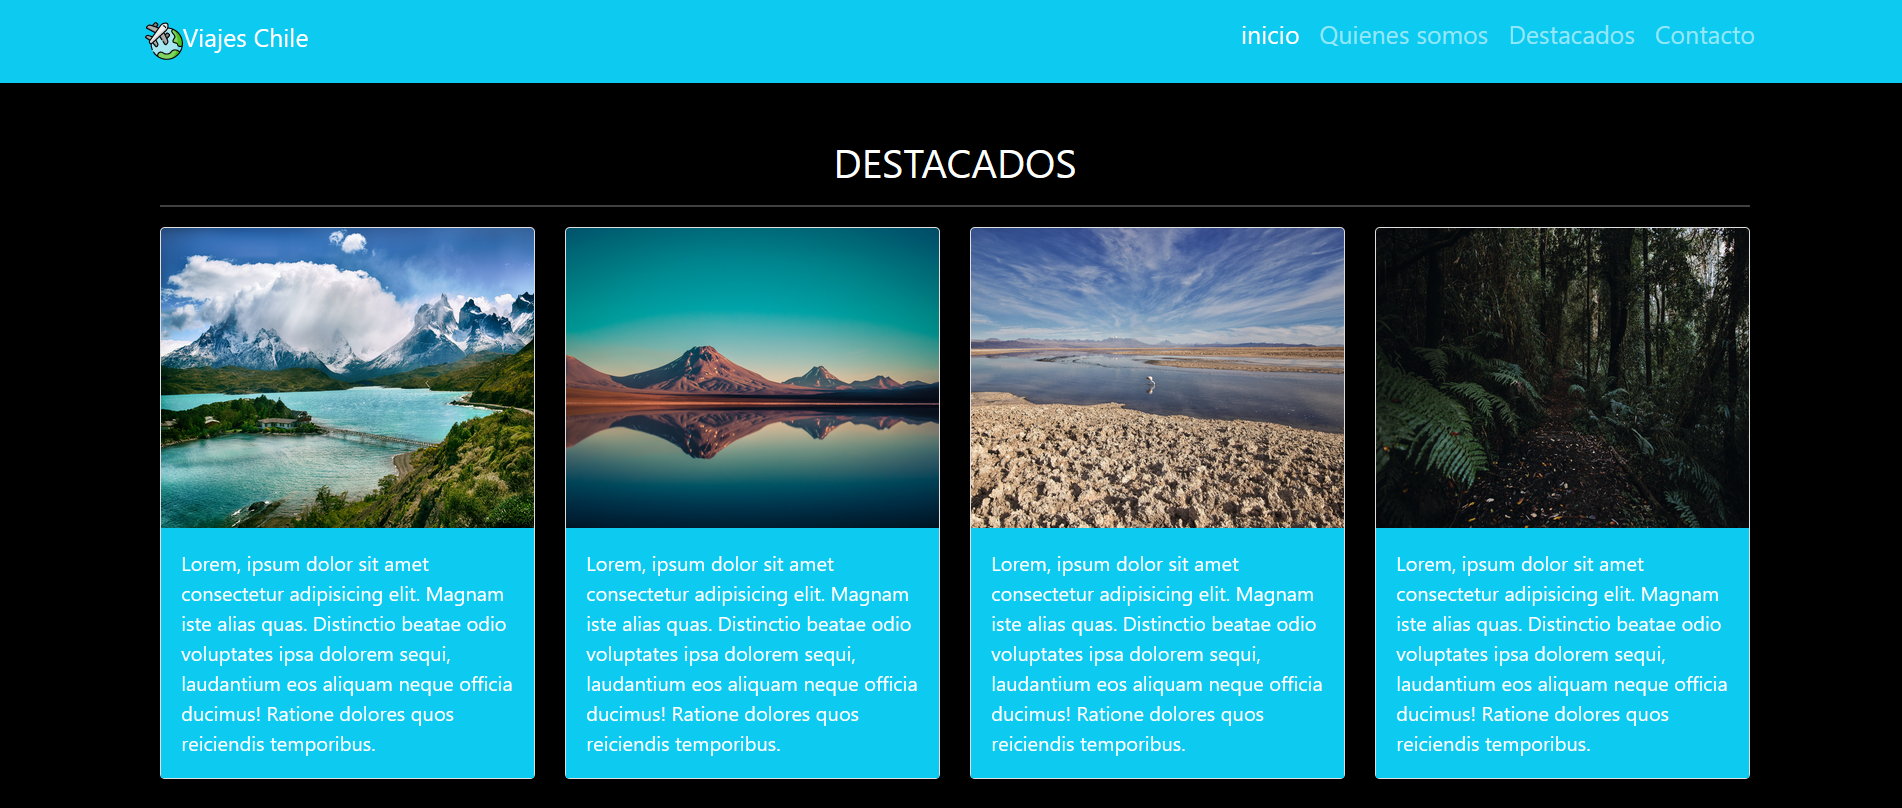 Viajes Chile
inicio Quienes somos Destacados Contacto
DESTACADOS
Lorem, ipsum dolor sit amet
consectetur adipisicing elit. Magnam
iste alias quas. Distinctio beatae odio
voluptates ipsa dolorem sequi,
laudantium eos aliquam neque officia
ducimus! Ratione dolores quos
reiciendis temporibus.
Lorem, ipsum dolor sit amet
consectetur adipisicing elit. Magnam
iste alias quas. Distinctio beatae odio
voluptates ipsa dolorem sequi,
laudantium eos aliquam neque officia
ducimus! Ratione dolores quos
reiciendis temporibus.
Lorem, ipsum dolor sit amet
consectetur adipisicing elit. Magnam
iste alias quas. Distinctio beatae odio
voluptates ipsa dolorem sequi,
laudantium eos aliquam neque officia
ducimus! Ratione dolores quos
reiciendis temporibus.
Lorem, ipsum dolor sit amet
consectetur adipisicing elit. Magnam
iste alias quas. Distinctio beatae odio
voluptates ipsa dolorem sequi,
laudantium eos aliquam neque officia
ducimus! Ratione dolores quos
reiciendis temporibus.